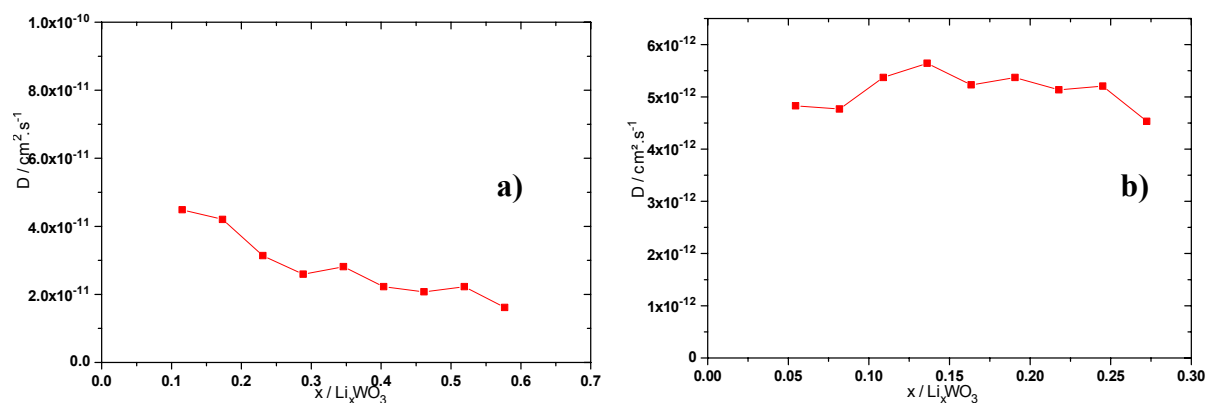 1.0x10⁻¹⁰
8.0x10⁻¹¹
6.0x10⁻¹¹
4.0x10⁻¹¹
2.0x10⁻¹¹
0.0
D / cm².s⁻¹
0.0 0.1 0.2 0.3 0.4 0.5 0.6 0.7
x / LiₓWO₃
a)
6x10⁻¹²
5x10⁻¹²
4x10⁻¹²
3x10⁻¹²
2x10⁻¹²
1x10⁻¹²
0
D / cm².s⁻¹
0.00 0.05 0.10 0.15 0.20 0.25 0.30
x / LiₓWO₃
b)